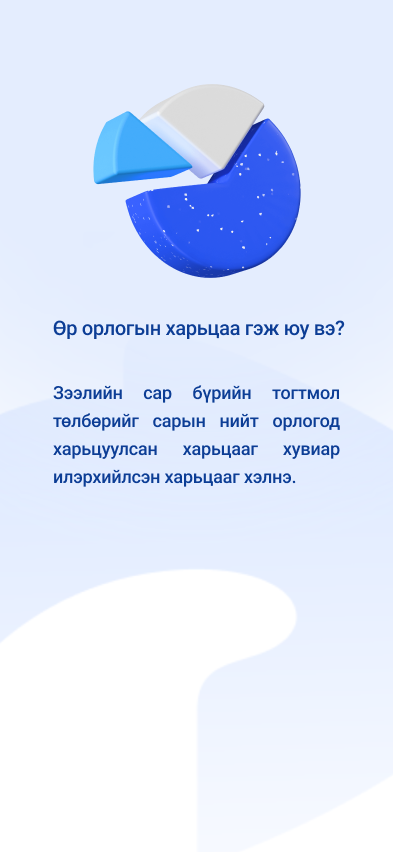 Өр орлогын харьцаа гэж юу вэ?
Зээлийн сар бүрийн тогтмол
төлбөрийг сарын нийт орлогод
харьцуулсан харьцааг хувиар
илэрхийлсэн харьцааг хэлнэ.